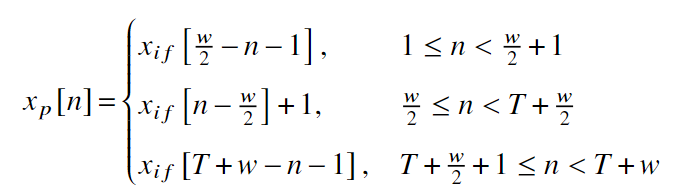 x_p[n] = { x_{if} [w/2 − n − 1], 1 ≤ n < w/2 + 1
x_{if} [n − w/2] + 1, w/2 ≤ n < T + w/2
x_{if} [T + w − n − 1], T + w/2 + 1 ≤ n < T + w